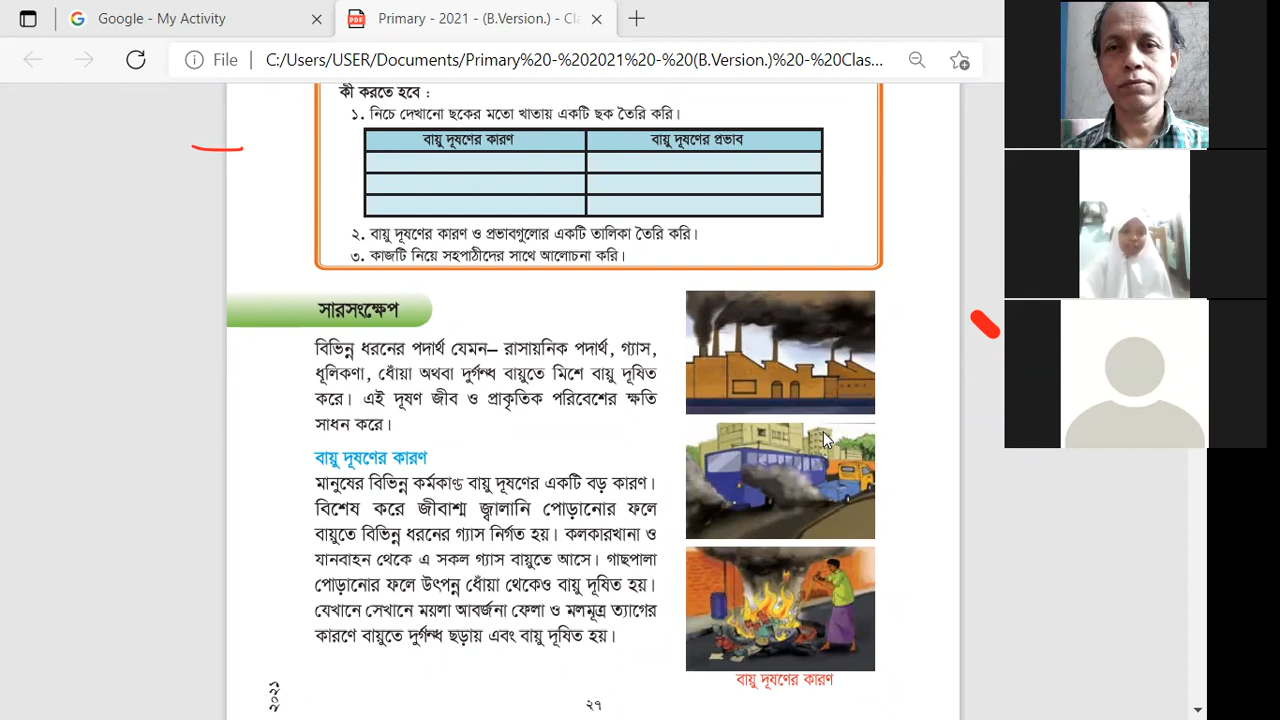 Google - My Activity
Primary - 2021 - (B.Version.) - Cla
File
C:/Users/USER/Documents/Primary%20-%202021%20-%20(B.Version.)%20-%20Clas...
কী করতে হবে :
১. নিচে দেখানো ছকের মতো খাতায় একটি ছক তৈরি করি।
বায়ু দূষণের কারণ
বায়ু দূষণের প্রভাব
২. বায়ু দূষণের কারণ ও প্রভাবগুলোর একটি তালিকা তৈরি করি।
৩. কাজটি নিয়ে সহপাঠীদের সাথে আলোচনা করি।
সারসংক্ষেপ
বিভিন্ন ধরনের পদার্থ যেমন– রাসায়নিক পদার্থ, গ্যাস,
ধূলিকণা, ধোঁয়া অথবা দুর্গন্ধ বায়ুতে মিশে বায়ু দূষিত
করে। এই দূষণ জীব ও প্রাকৃতিক পরিবেশের ক্ষতি
সাধন করে।
বায়ু দূষণের কারণ
মানুষের বিভিন্ন কর্মকাণ্ড বায়ু দূষণের একটি বড় কারণ।
বিশেষ করে জীবাশ্ম জ্বালানি পোড়ানোর ফলে
বায়ুতে বিভিন্ন ধরনের গ্যাস নির্গত হয়। কলকারখানা ও
যানবাহন থেকে এ সকল গ্যাস বায়ুতে আসে। গাছপালা
পোড়ানোর ফলে উৎপন্ন ধোঁয়া থেকেও বায়ু দূষিত হয়।
যেখানে সেখানে ময়লা আবর্জনা ফেলা ও মলমূত্র ত্যাগের
কারণে বায়ুতে দুর্গন্ধ ছড়ায় এবং বায়ু দূষিত হয়।
বায়ু দূষণের কারণ
২০২১
২৭